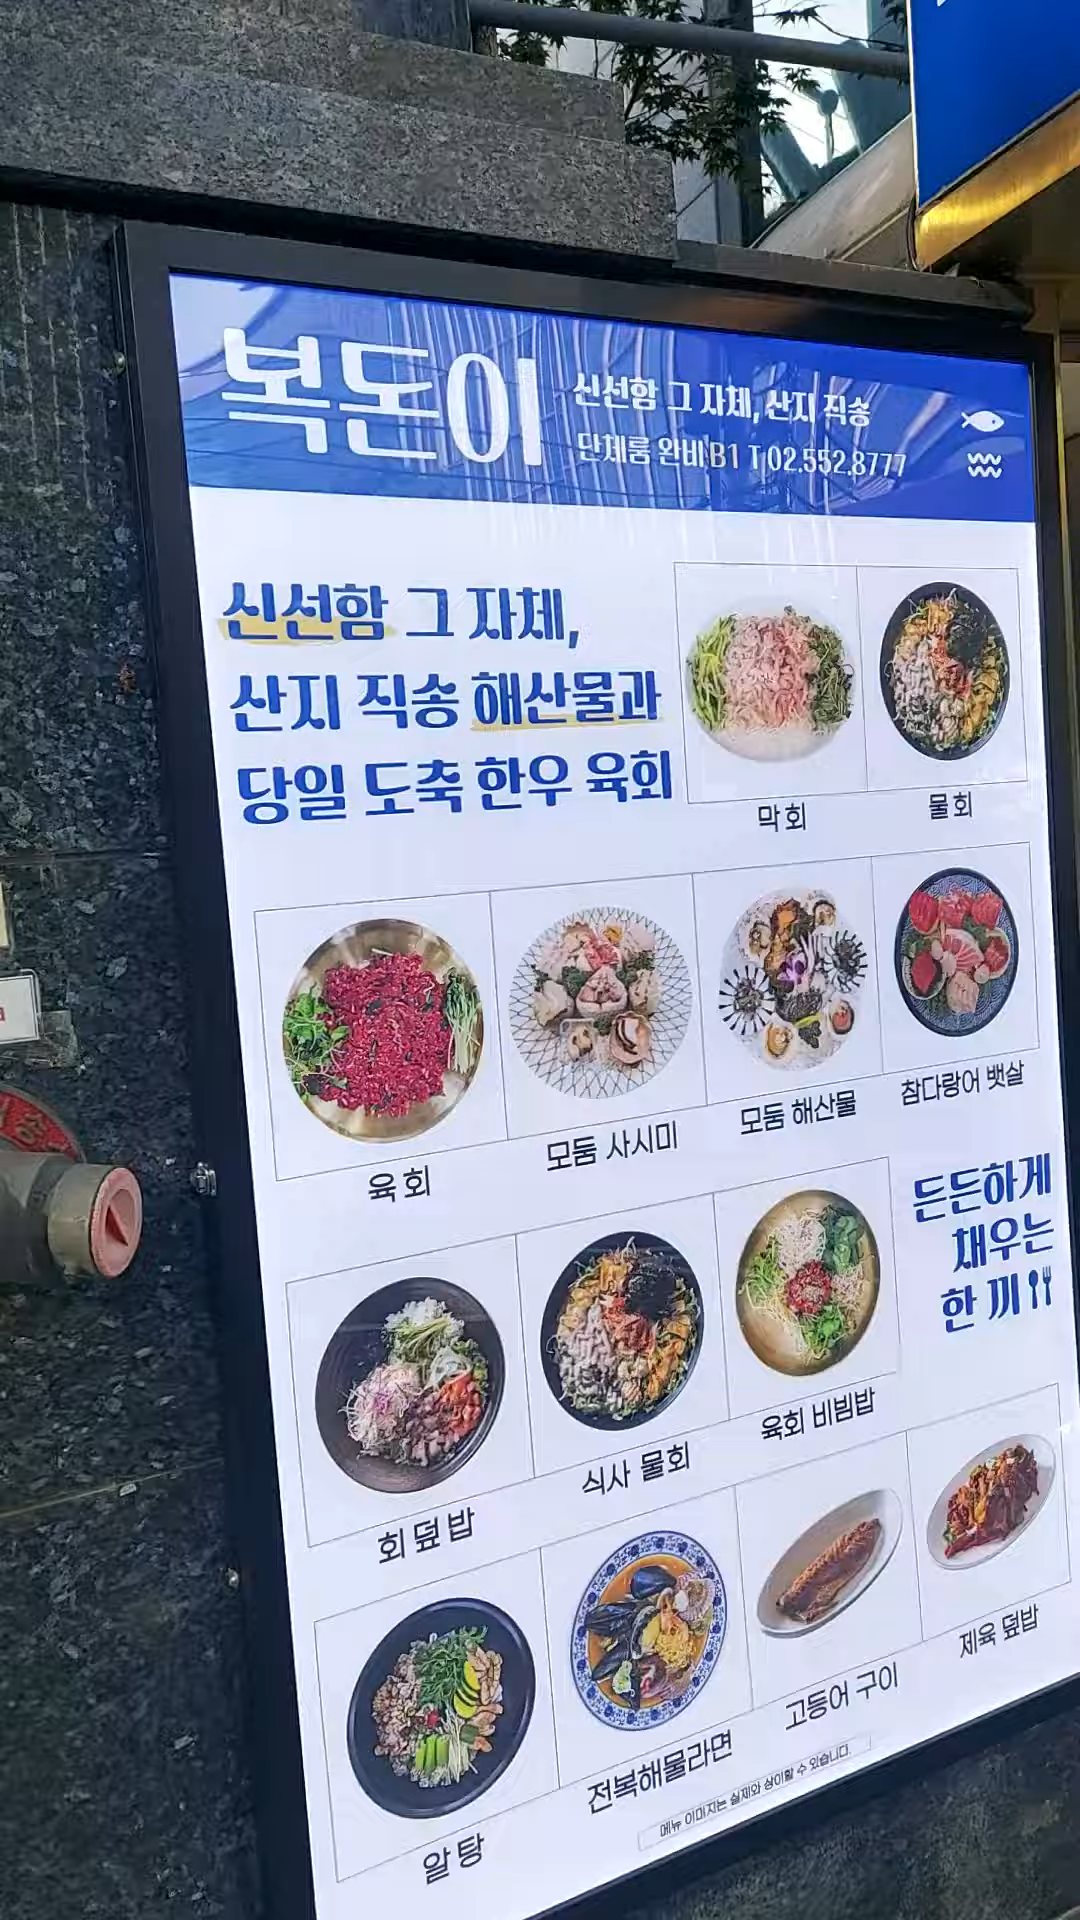 복돈이
신선함 그 자체, 산지 직송
단체룸 완비 B1 T 02.552.8777
신선함 그 자체,
산지 직송 해산물과
당일 도축 한우 육회
막회
물회
육회
모둠 사시미
모둠 해산물
참다랑어 뱃살
든든하게
채우는
한 끼
회덮밥
식사 물회
육회 비빔밥
알탕
전복해물라면
고등어 구이
제육 덮밥
메뉴 이미지는 실제와 상이할 수 있습니다.